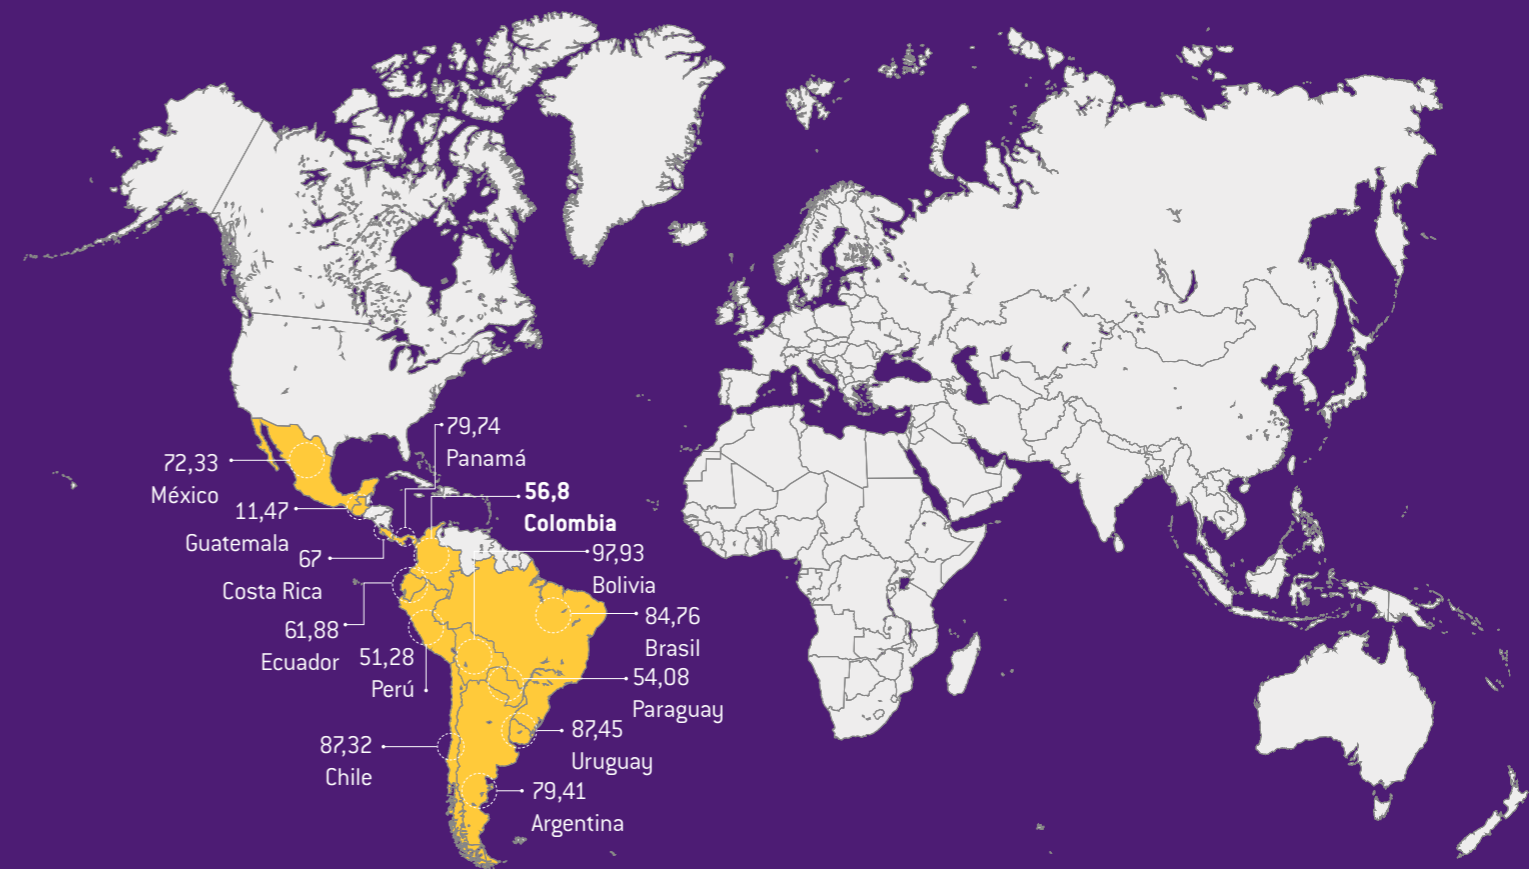 79,74
Panamá
72,33
México
56,8
Colombia
11,47
Guatemala
67
Costa Rica
97,93
Bolivia
84,76
Brasil
61,88
Ecuador
51,28
Perú
54,08
Paraguay
87,45
Uruguay
87,32
Chile
79,41
Argentina